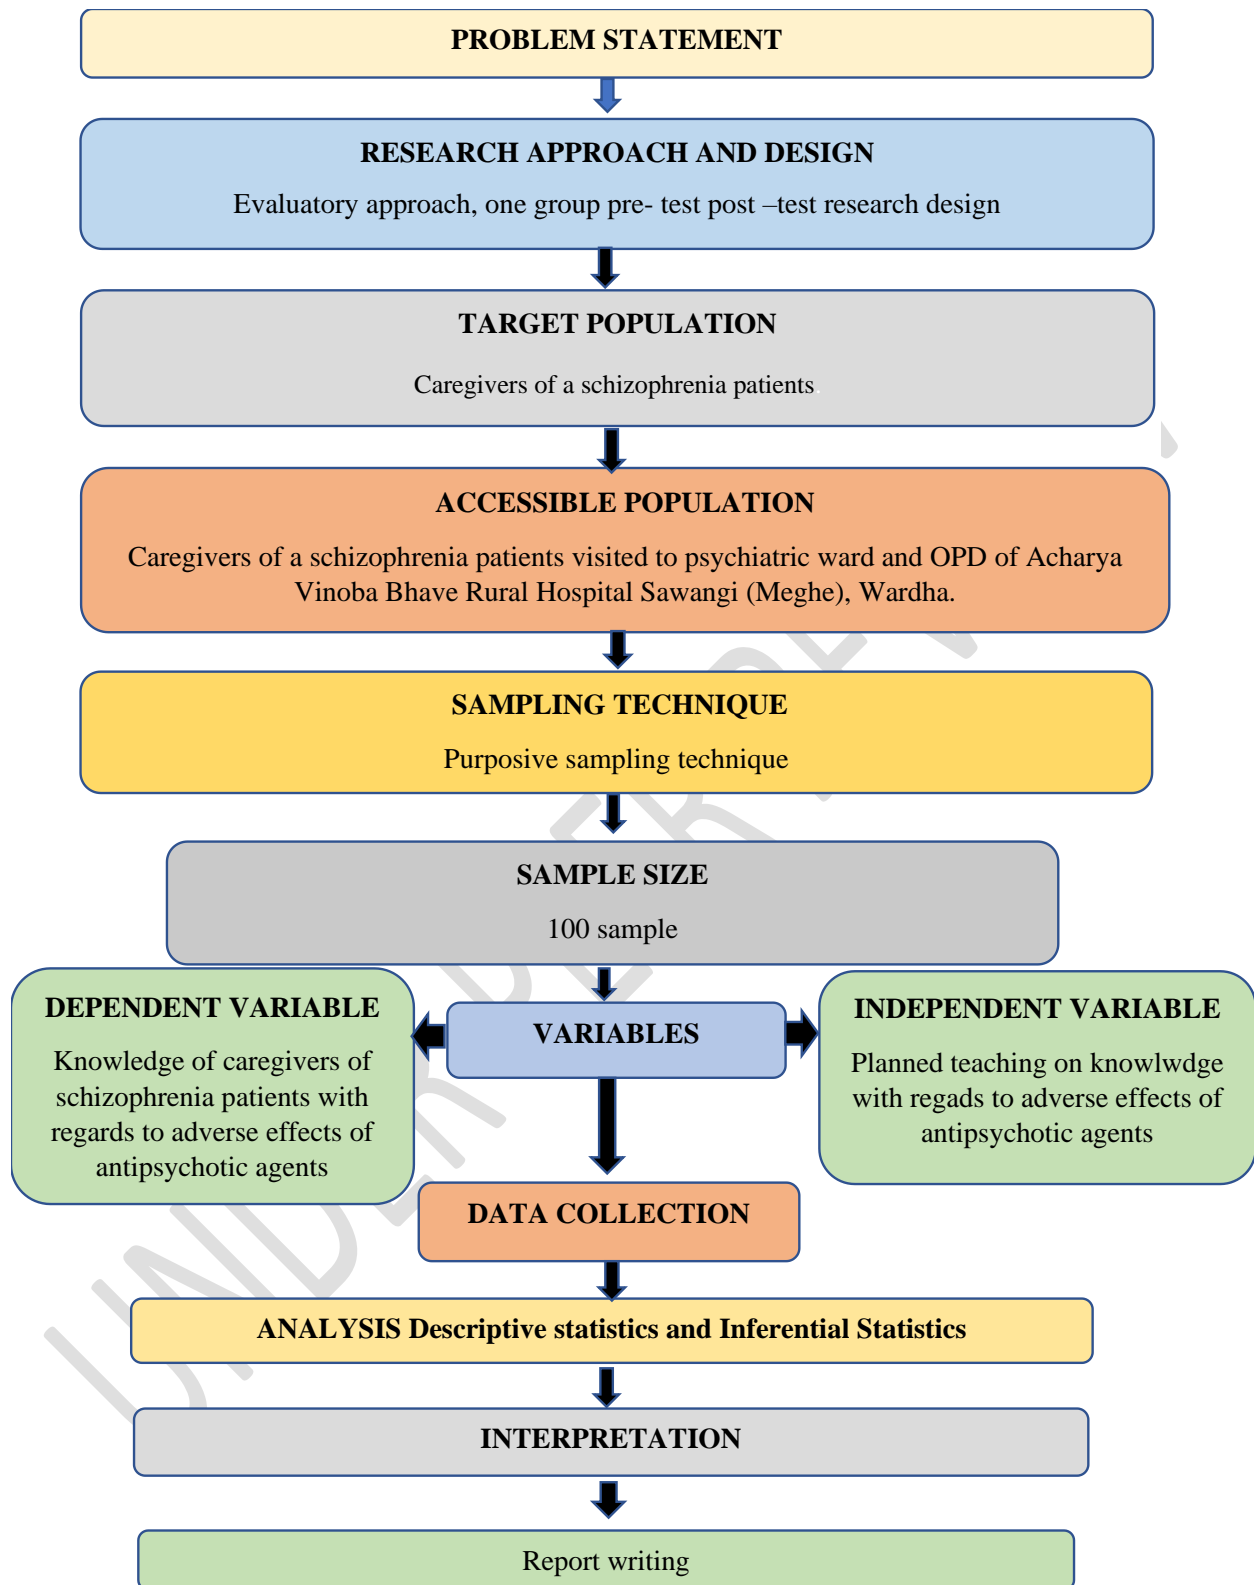 PROBLEM STATEMENT
RESEARCH APPROACH AND DESIGN
Evaluatory approach, one group pre- test post –test research design
TARGET POPULATION
Caregivers of a schizophrenia patients.
ACCESSIBLE POPULATION
Caregivers of a schizophrenia patients visited to psychiatric ward and OPD of Acharya
Vinoba Bhave Rural Hospital Sawangi (Meghe), Wardha.
SAMPLING TECHNIQUE
Purposive sampling technique
SAMPLE SIZE
100 sample
DEPENDENT VARIABLE
Knowledge of caregivers of
schizophrenia patients with
regards to adverse effects of
antipsychotic agents
VARIABLES
INDEPENDENT VARIABLE
Planned teaching on knowlwdge
with regads to adverse effects of
antipsychotic agents
DATA COLLECTION
ANALYSIS Descriptive statistics and Inferential Statistics
INTERPRETATION
Report writing